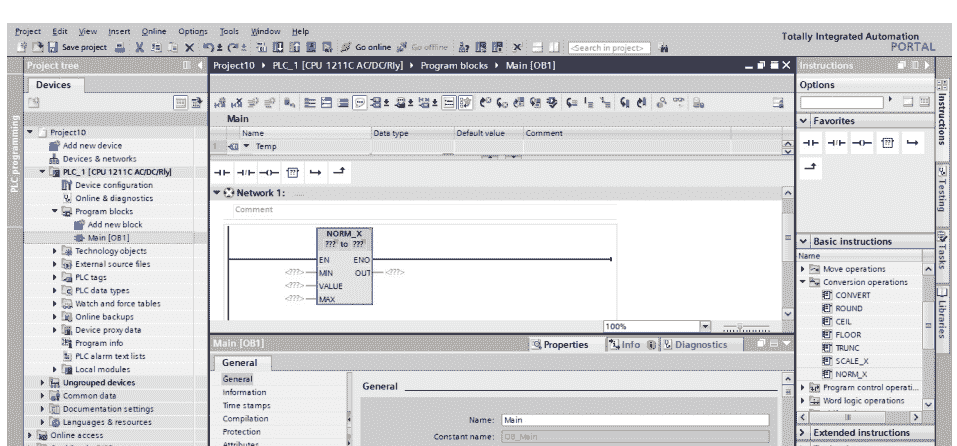 Project Edit View Insert Online Options Tools Window Help
Totally Integrated Automation
PORTAL
Save project Go online Go offline <Search in project>
Project tree
Project10 ▸ PLC_1 [CPU 1211C AC/DC/Rly] ▸ Program blocks ▸ Main [OB1]
Instructions
Devices
Options
PLC programming
Project10
Add new device
Devices & networks
PLC_1 [CPU 1211C AC/DC/Rly]
Device configuration
Online & diagnostics
Program blocks
Add new block
Main [OB1]
Technology objects
External source files
PLC tags
PLC data types
Watch and force tables
Online backups
Device proxy data
Program info
PLC alarm text lists
Local modules
Ungrouped devices
Common data
Documentation settings
Languages & resources
Online access
Main
Name Data type Default value Comment
1 Temp
Network 1: .....
Comment
NORM_X
??? to ???
EN ENO
<???> MIN OUT <???>
<???> VALUE
<???> MAX
100%
Main [OB1]
Properties Info Diagnostics
General
General
Information
Time stamps
Compilation
Protection
Attributes
General
Name: Main
Constant name: OB_Main
Favorites
Basic instructions
Name
Move operations
Conversion operations
CONVERT
ROUND
CEIL
FLOOR
TRUNC
SCALE_X
NORM_X
Program control operati...
Word logic operations
Extended instructions
Instructions
Testing
Tasks
Libraries